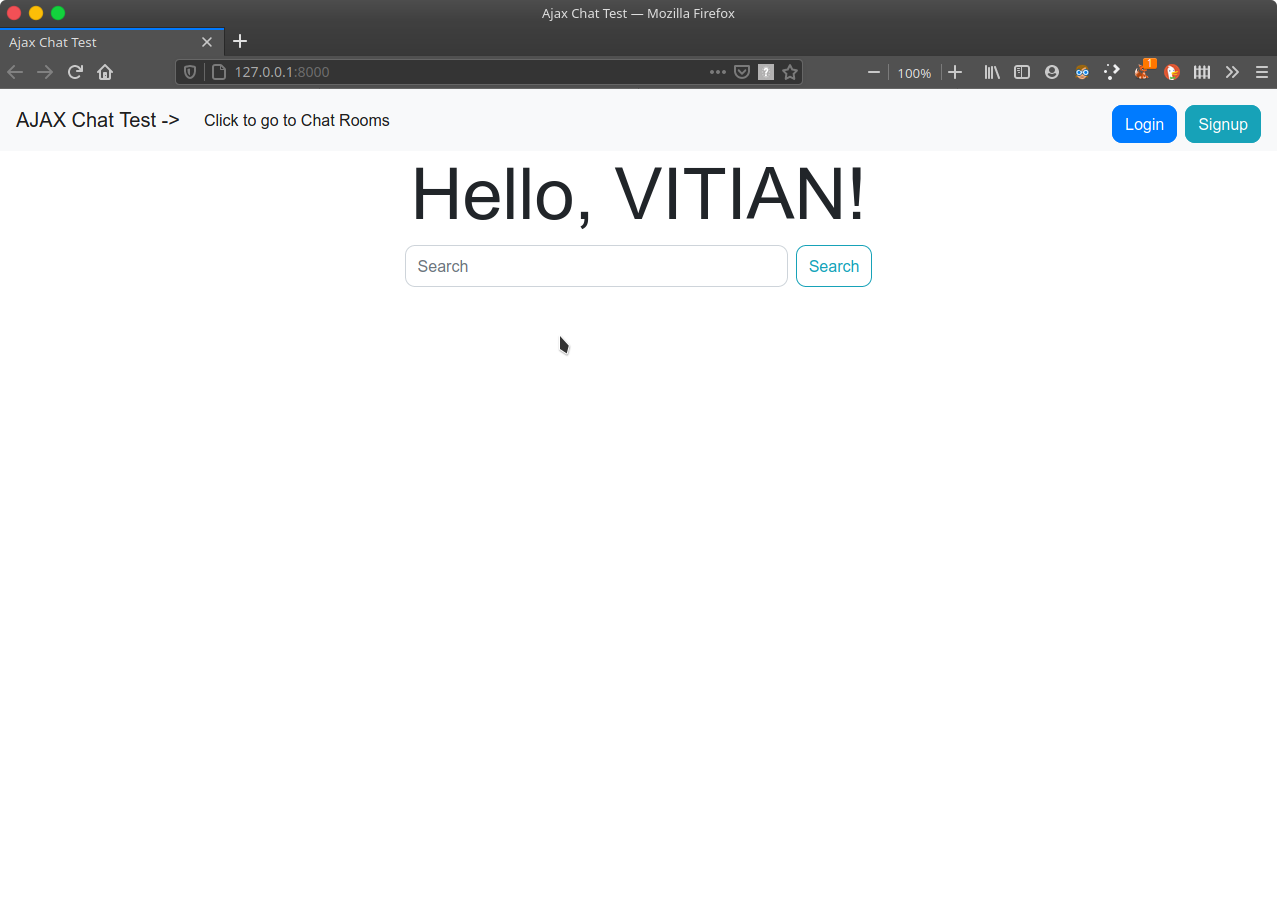 Ajax Chat Test — Mozilla Firefox
Ajax Chat Test
127.0.0.1:8000
100%
1
AJAX Chat Test -> Click to go to Chat Rooms Login Signup
Hello, VITIAN!
Search Search